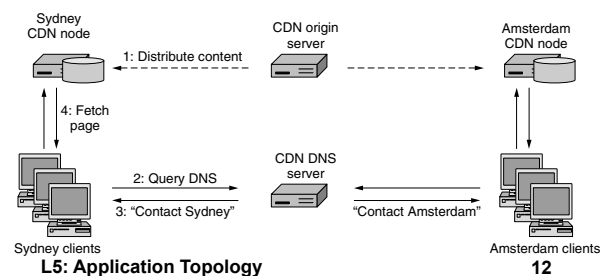 Sydney
CDN node
CDN origin
server
Amsterdam
CDN node
1: Distribute content
4: Fetch
page
CDN DNS
server
2: Query DNS
3: “Contact Sydney”
“Contact Amsterdam”
Sydney clients
Amsterdam clients
L5: Application Topology
12